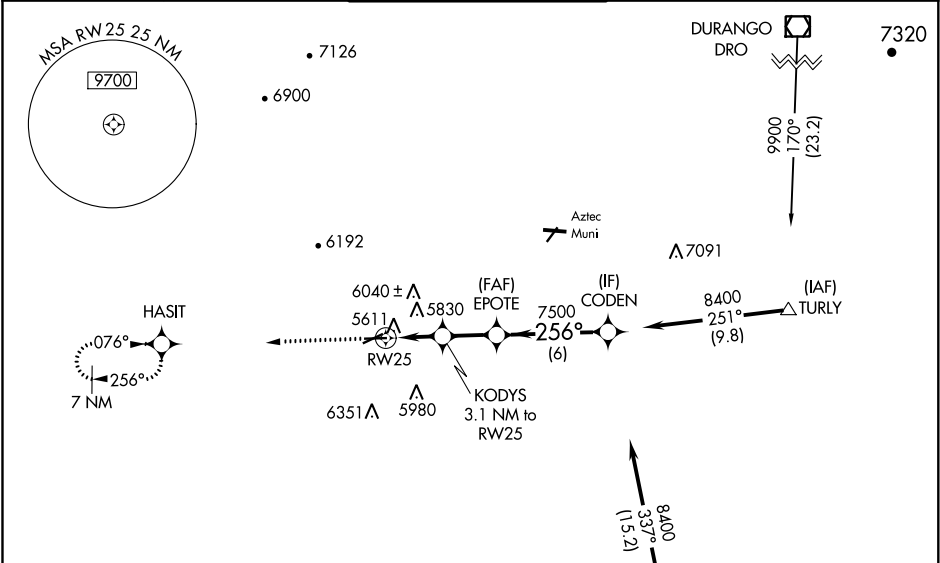 MSA RW 25 25 NM
9700
7126
6900
DURANGO
DRO
7320
9900
170°
(23.2)
6192
Aztec
Muni
7091
(FAF)
EPOTE
(IF)
CODEN
(IAF)
TURLY
8400
251°
(9.8)
7500
256°
(6)
6040 ±
5830
5611
RW25
HASIT
076°
256°
7 NM
KODYS
3.1 NM to
RW25
6351
5980
8400
337°
(15.2)